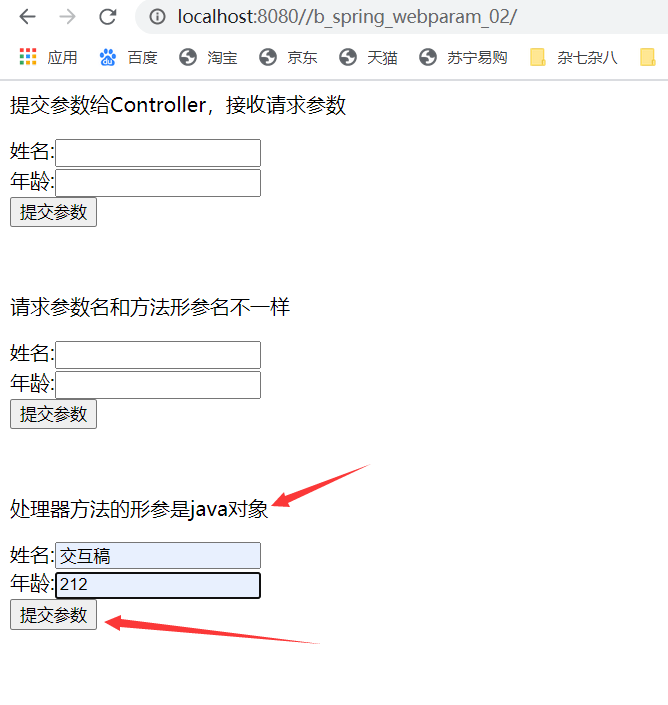 localhost:8080//b_spring_webparam_02/
应用 百度 淘宝 京东 天猫 苏宁易购 杂七杂八
提交参数给Controller，接收请求参数
姓名:
年龄:
提交参数
请求参数名和方法形参名不一样
姓名:
年龄:
提交参数
处理器方法的形参是java对象
姓名:交互稿
年龄:212
提交参数